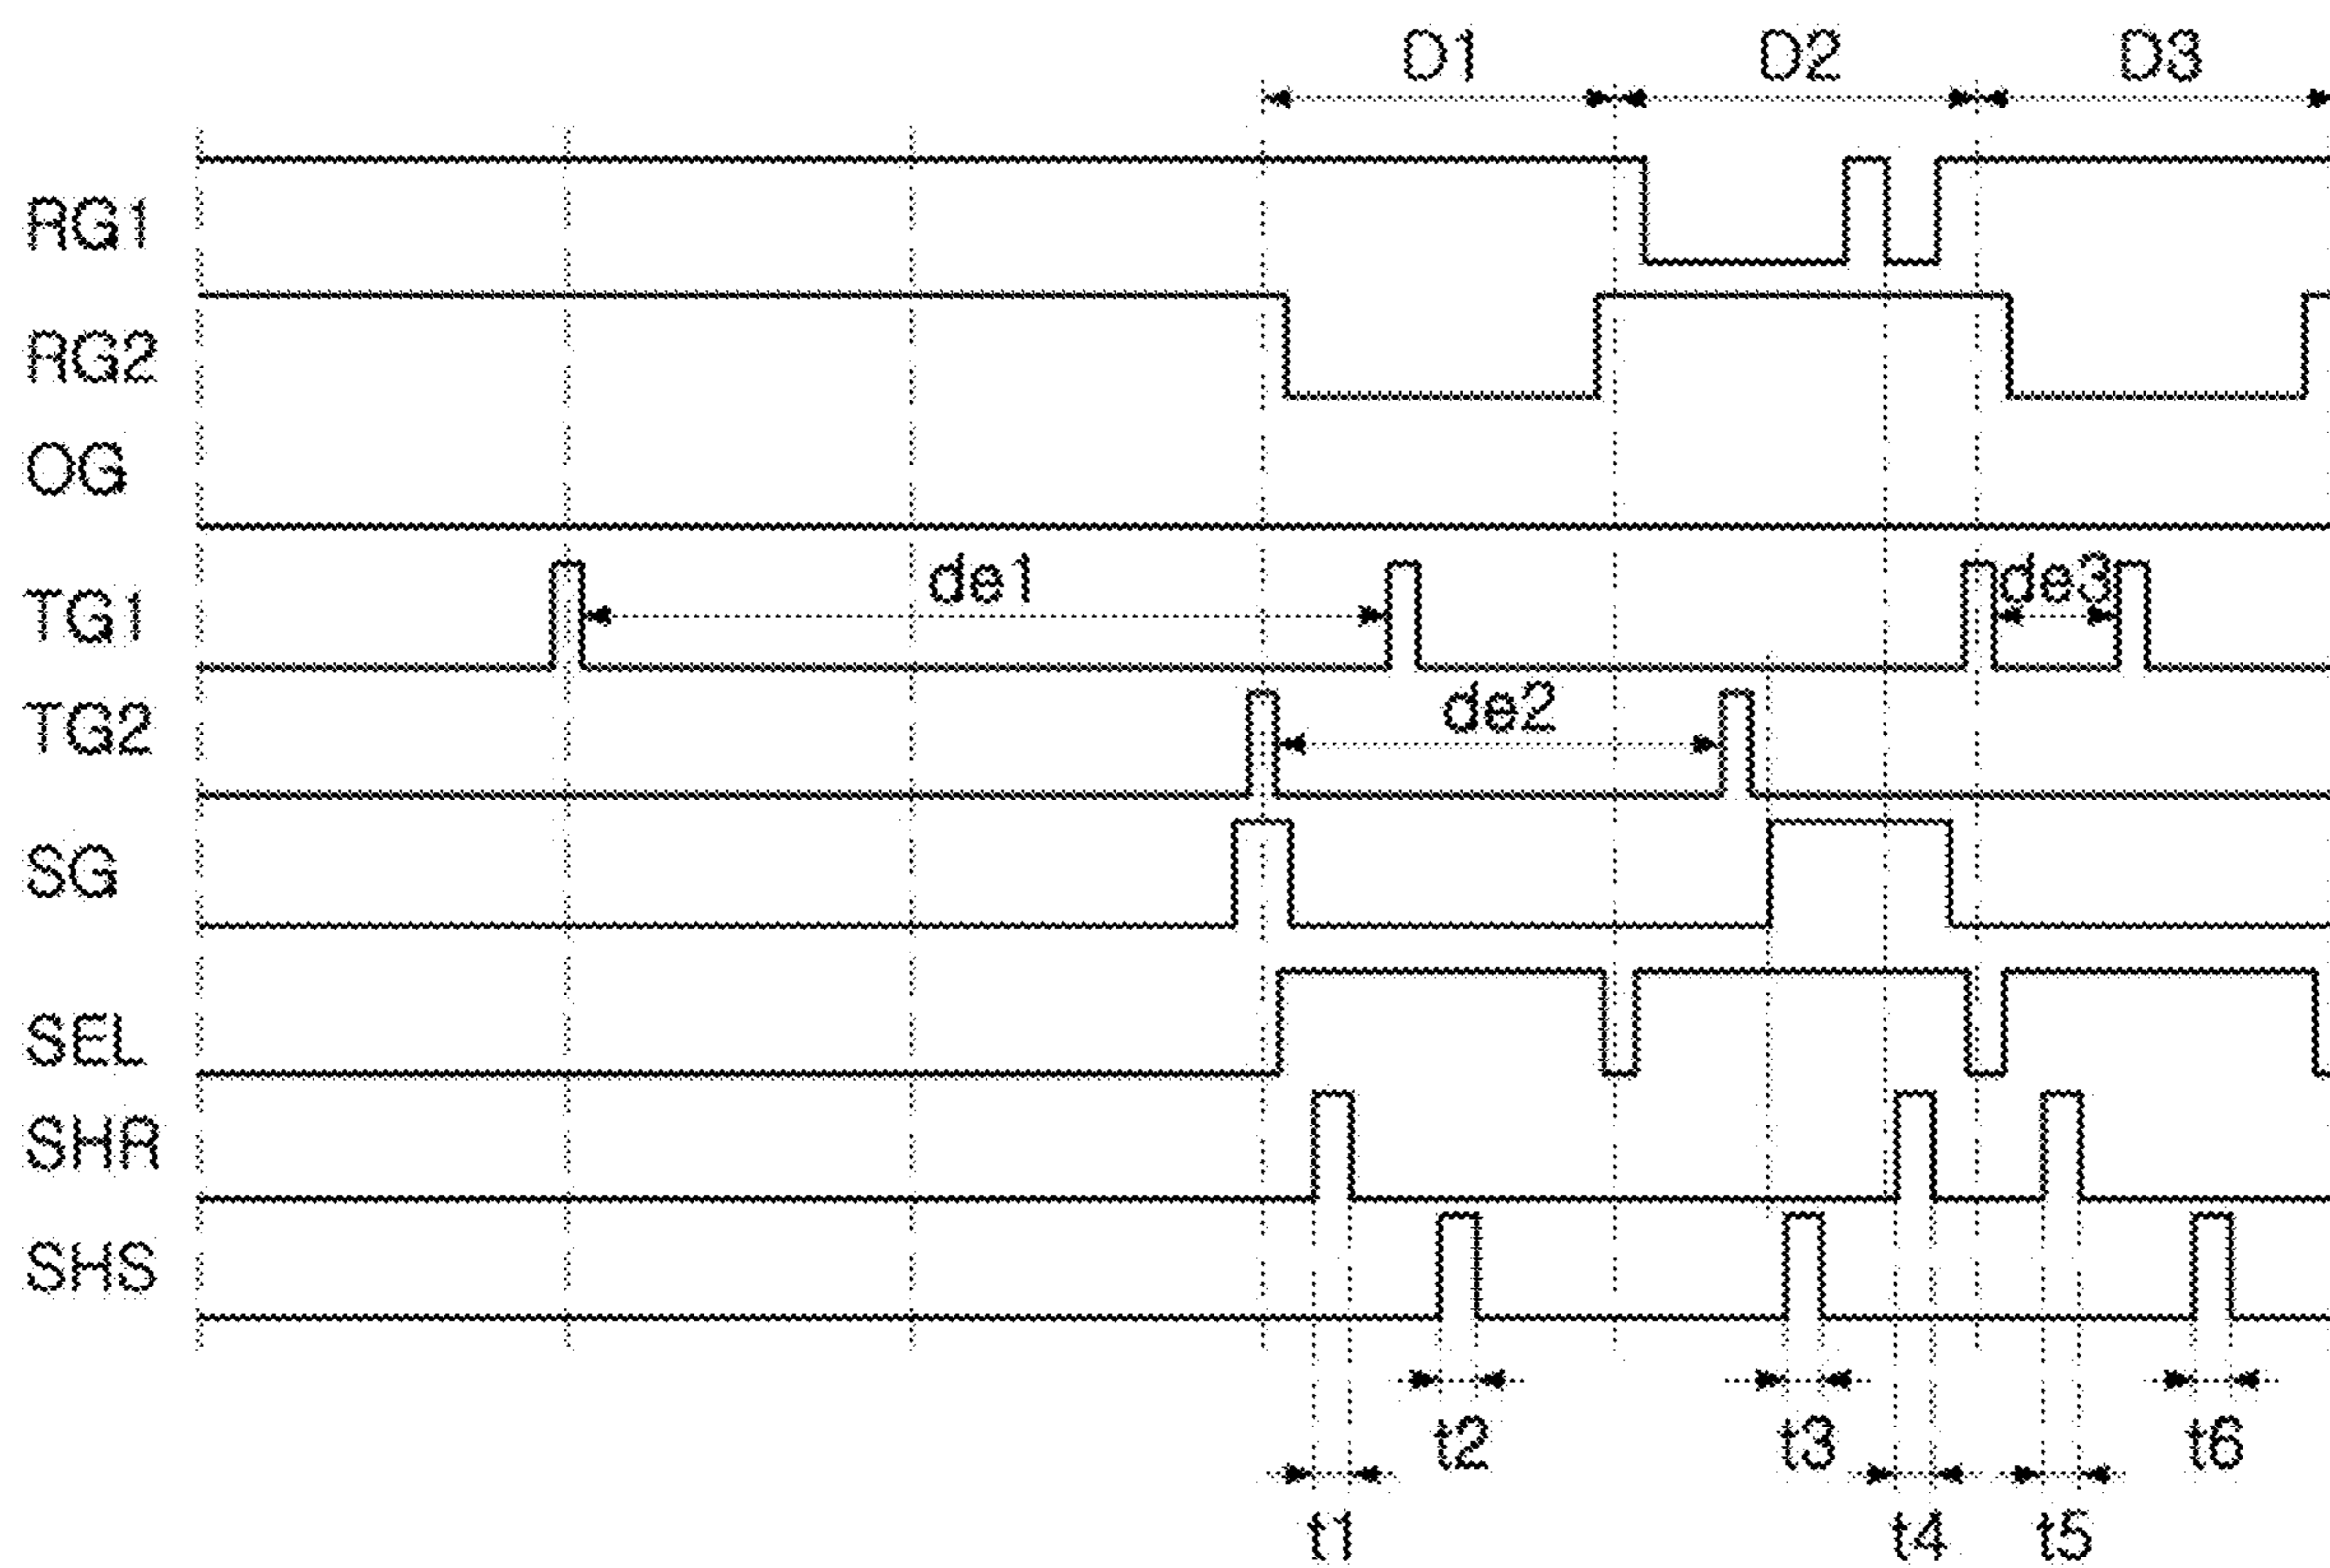 D1 D2 D3
RG1
RG2
OG
TG1 de1 de3
TG2 de2
SG
SEL
SHR
SHS
t2 t3 t6
t1 t4 t5